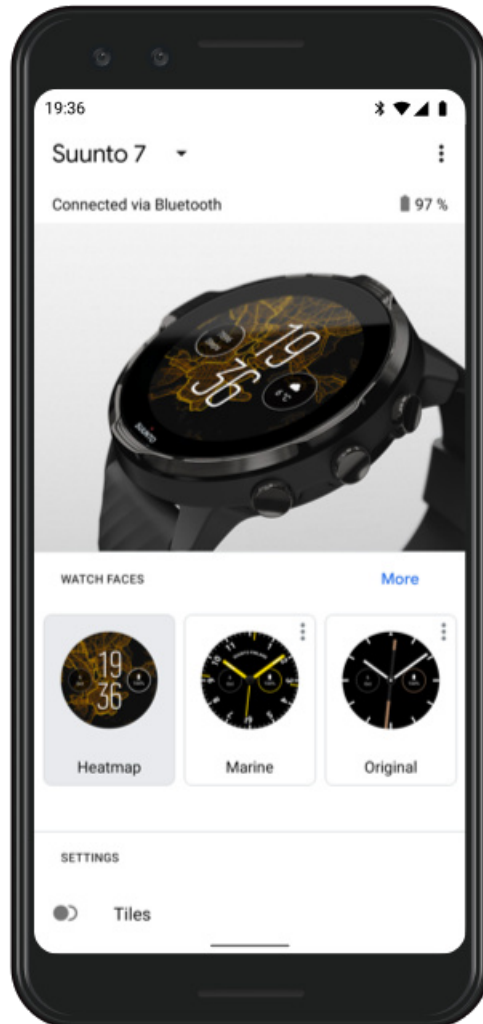 19:36
Suunto 7
Connected via Bluetooth
97 %
19
36
SUUNTO
WATCH FACES
More
19
36
Heatmap
Marine
Original
SETTINGS
Tiles